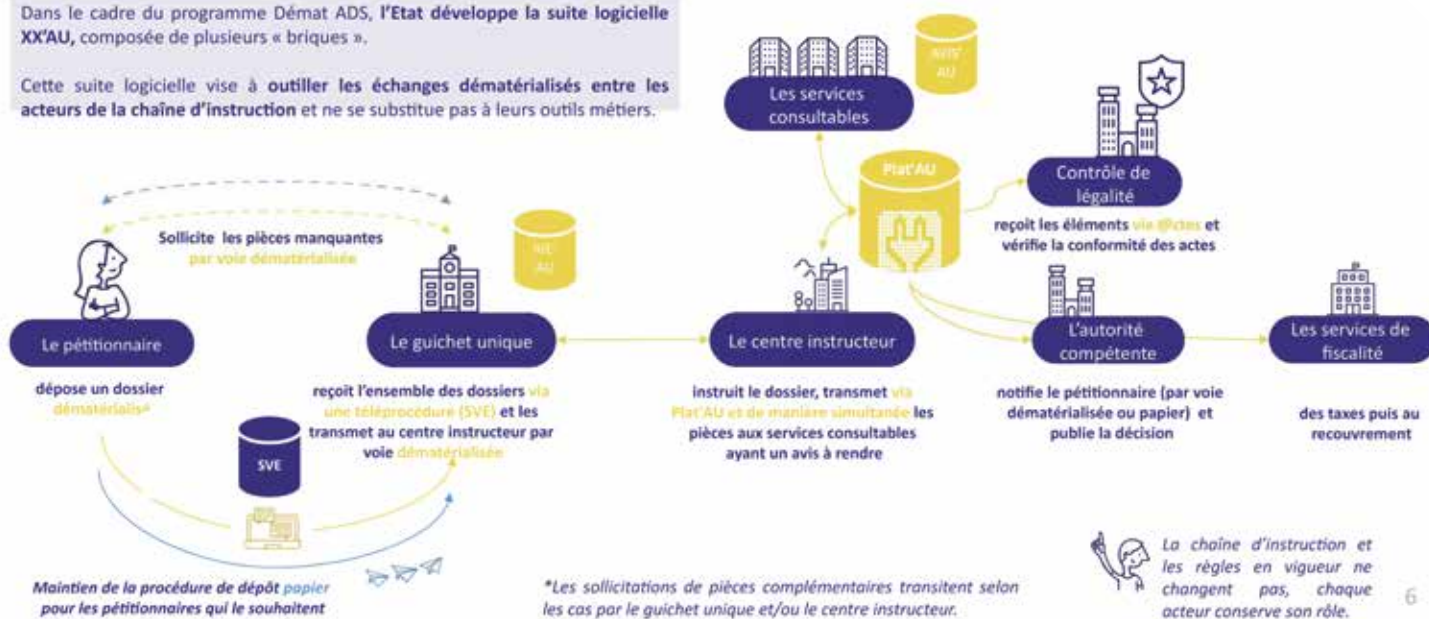 Dans le cadre du programme Démat ADS, l'Etat développe la suite logicielle
XX'AU, composée de plusieurs « briques ».
Cette suite logicielle vise à outiller les échanges dématérialisés entre les
acteurs de la chaîne d'instruction et ne se substitue pas à leurs outils métiers.
AVIS'
AU
Les services
consultables
Plat'AU
Contrôle de
légalité
reçoit les éléments via @ctes et
vérifie la conformité des actes
Sollicite les pièces manquantes
par voie dématérialisée
AU
Le pétitionnaire
dépose un dossier
dématérialisé
Le guichet unique
reçoit l'ensemble des dossiers via
une téléprocédure (SVE) et les
transmet au centre instructeur par
voie dématérialisée
SVE
Le centre instructeur
instruit le dossier, transmet via
Plat'AU et de manière simultanée les
pièces aux services consultables
ayant un avis à rendre
L'autorité
compétente
notifie le pétitionnaire (par voie
dématérialisée ou papier) et
publie la décision
Les services de
fiscalité
des taxes puis au
recouvrement
Maintien de la procédure de dépôt papier
pour les pétitionnaires qui le souhaitent
*Les sollicitations de pièces complémentaires transitent selon
les cas par le guichet unique et/ou le centre instructeur.
La chaîne d'instruction et
les règles en vigueur ne
changent pas, chaque
acteur conserve son rôle.
6